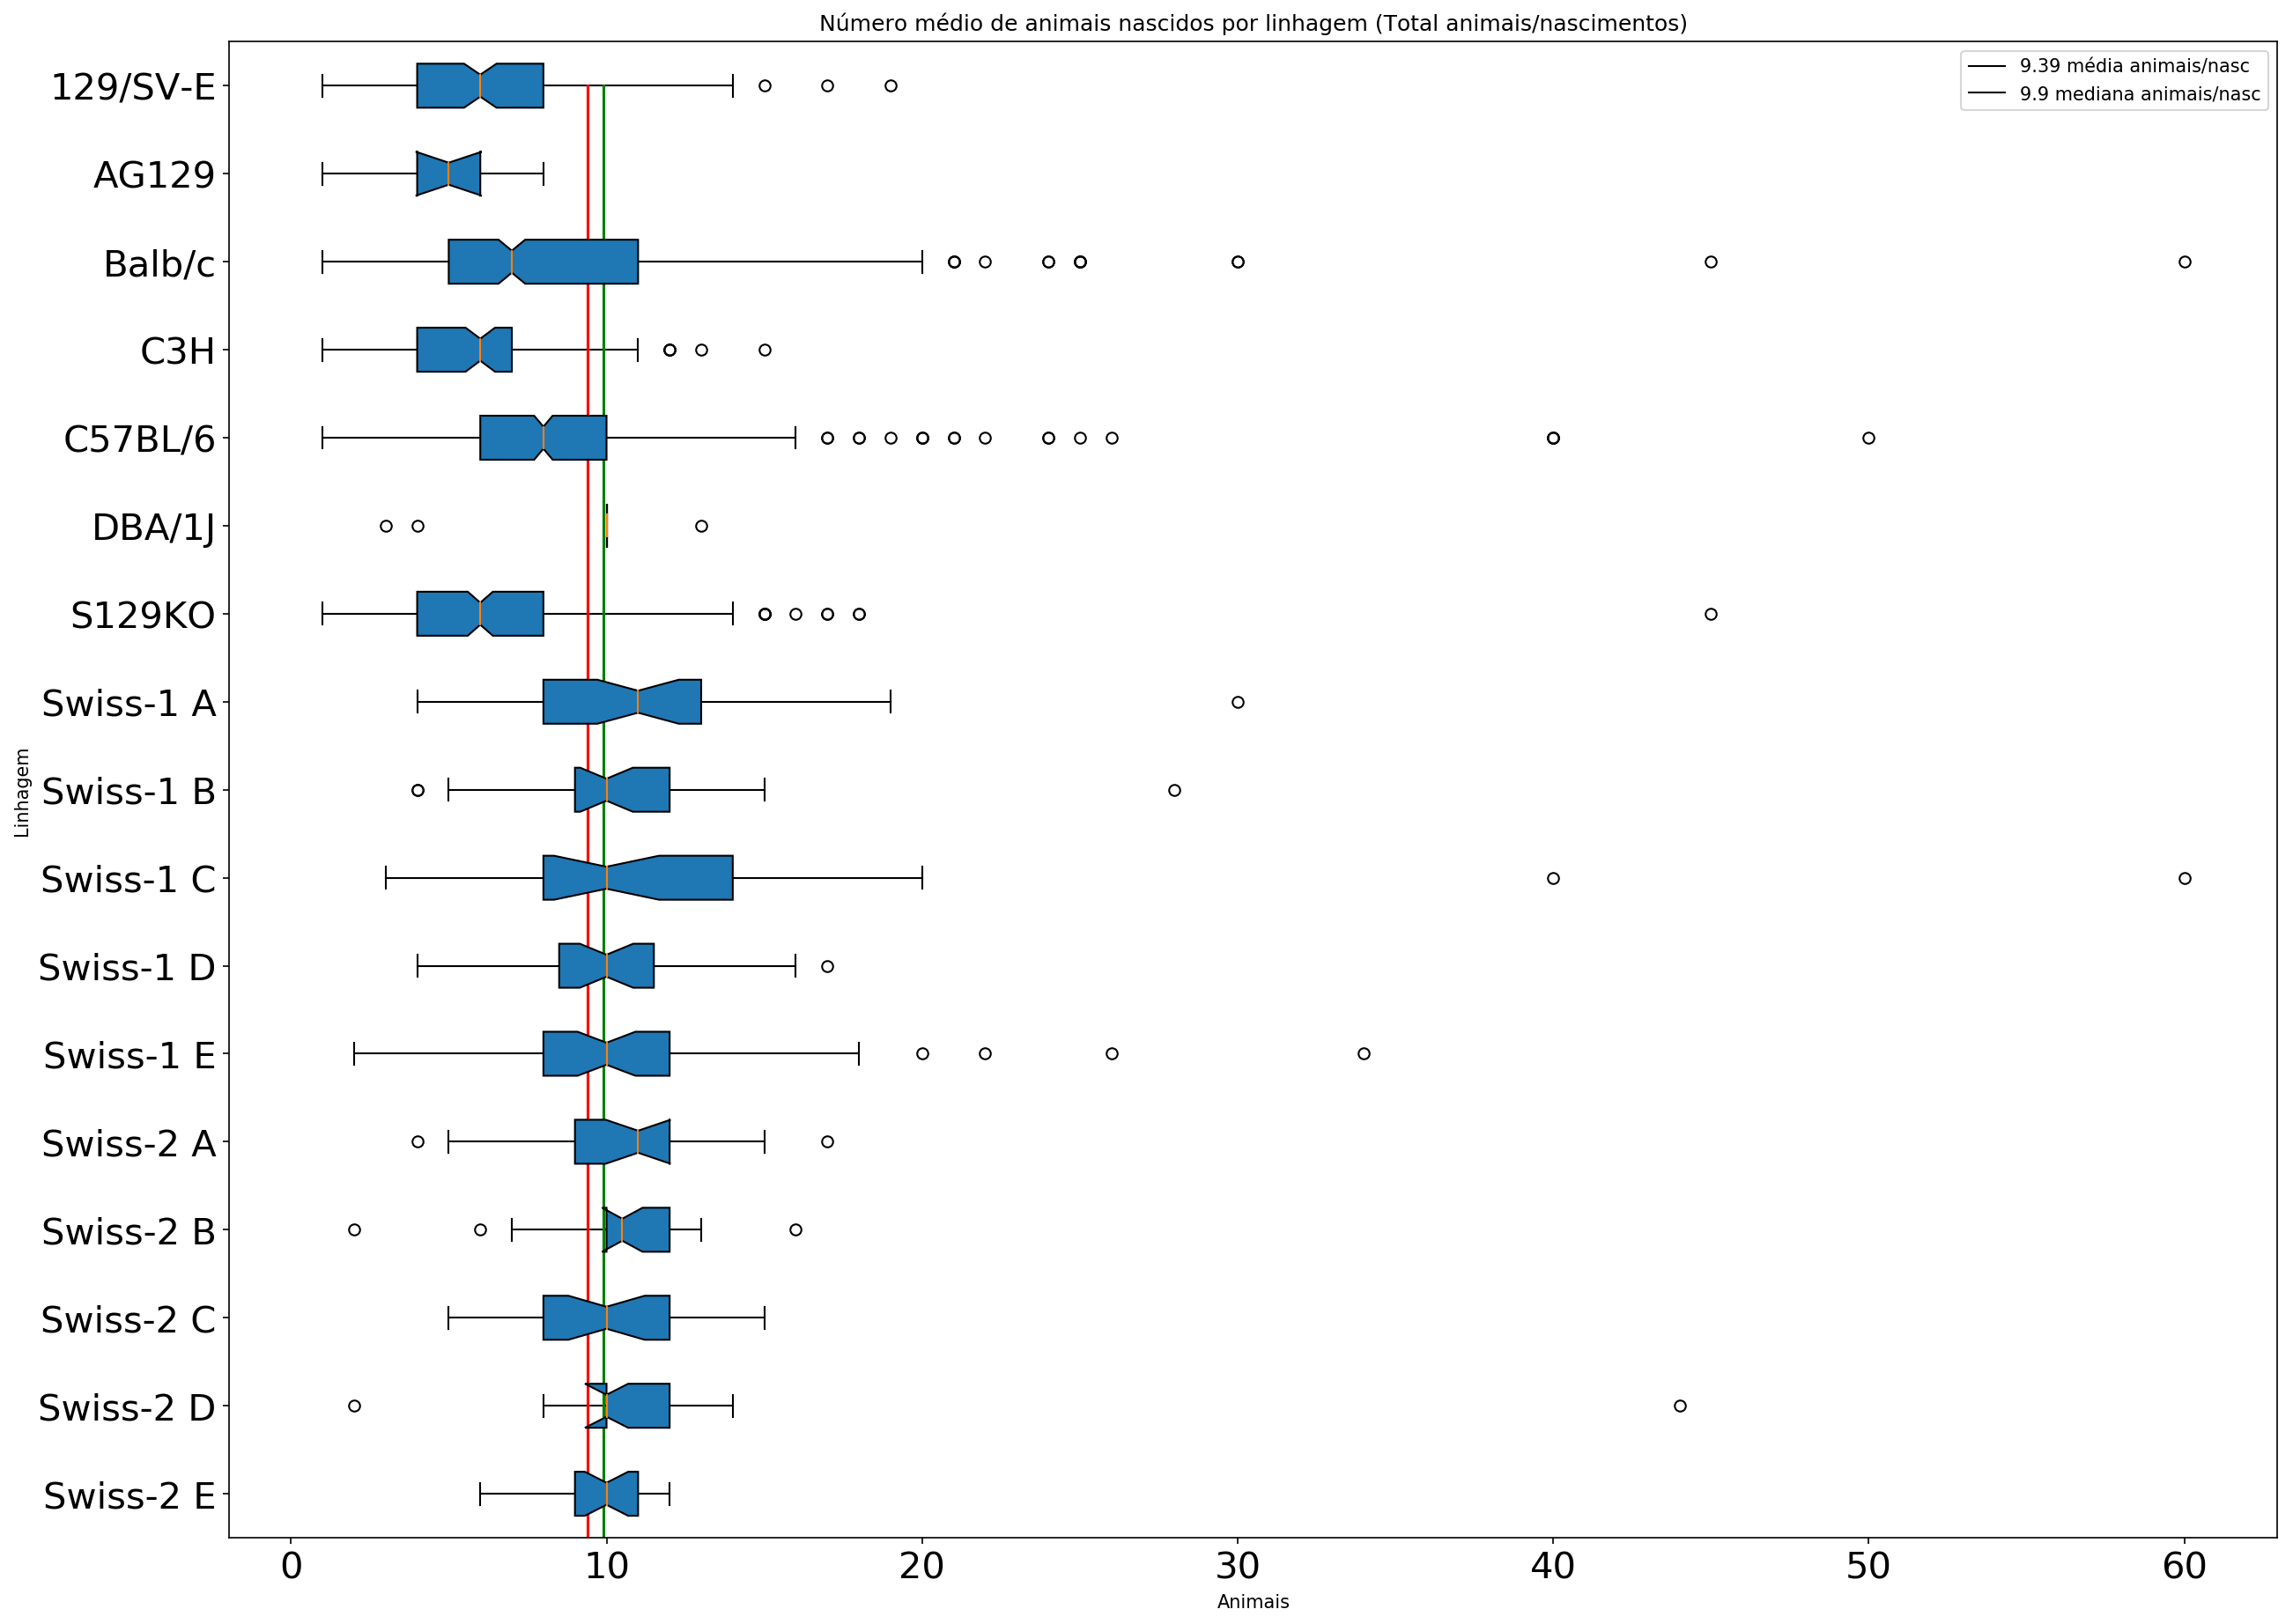 Número médio de animais nascidos por linhagem (Total animais/nascimentos)
9.39 média animais/nasc
9.9 mediana animais/nasc
129/SV-E
AG129
Balb/c
C3H
C57BL/6
DBA/1J
S129KO
Swiss-1 A
Swiss-1 B
Swiss-1 C
Swiss-1 D
Swiss-1 E
Swiss-2 A
Swiss-2 B
Swiss-2 C
Swiss-2 D
Swiss-2 E
Linhagem
0 10 20 30 40 50 60
Animais